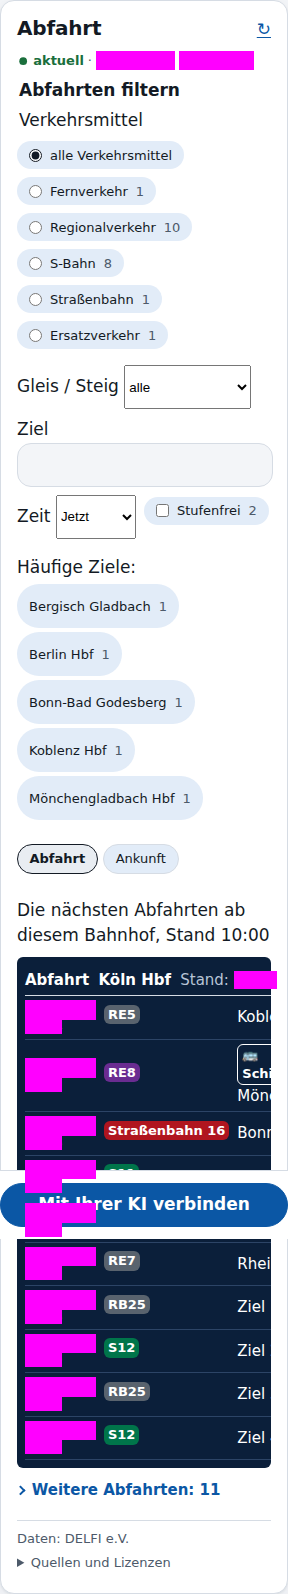 Abfahrt ↻
● aktuell ·
Abfahrten filtern
Verkehrsmittel
alle Verkehrsmittel
Fernverkehr 1
Regionalverkehr 10
S-Bahn 8
Straßenbahn 1
Ersatzverkehr 1
Gleis / Steig alle
Ziel
Zeit Jetzt Stufenfrei 2
Häufige Ziele:
Bergisch Gladbach 1
Berlin Hbf 1
Bonn-Bad Godesberg 1
Koblenz Hbf 1
Mönchengladbach Hbf 1
Abfahrt Ankunft
Die nächsten Abfahrten ab
diesem Bahnhof, Stand 10:00
Abfahrt Köln Hbf Stand:
RE5
RE8
Straßenbahn 16
Mit Ihrer KI verbinden
RE7
RB25 Ziel
S12 Ziel
RB25 Ziel
S12 Ziel
Weitere Abfahrten: 11
Daten: DELFI e.V.
Quellen und Lizenzen